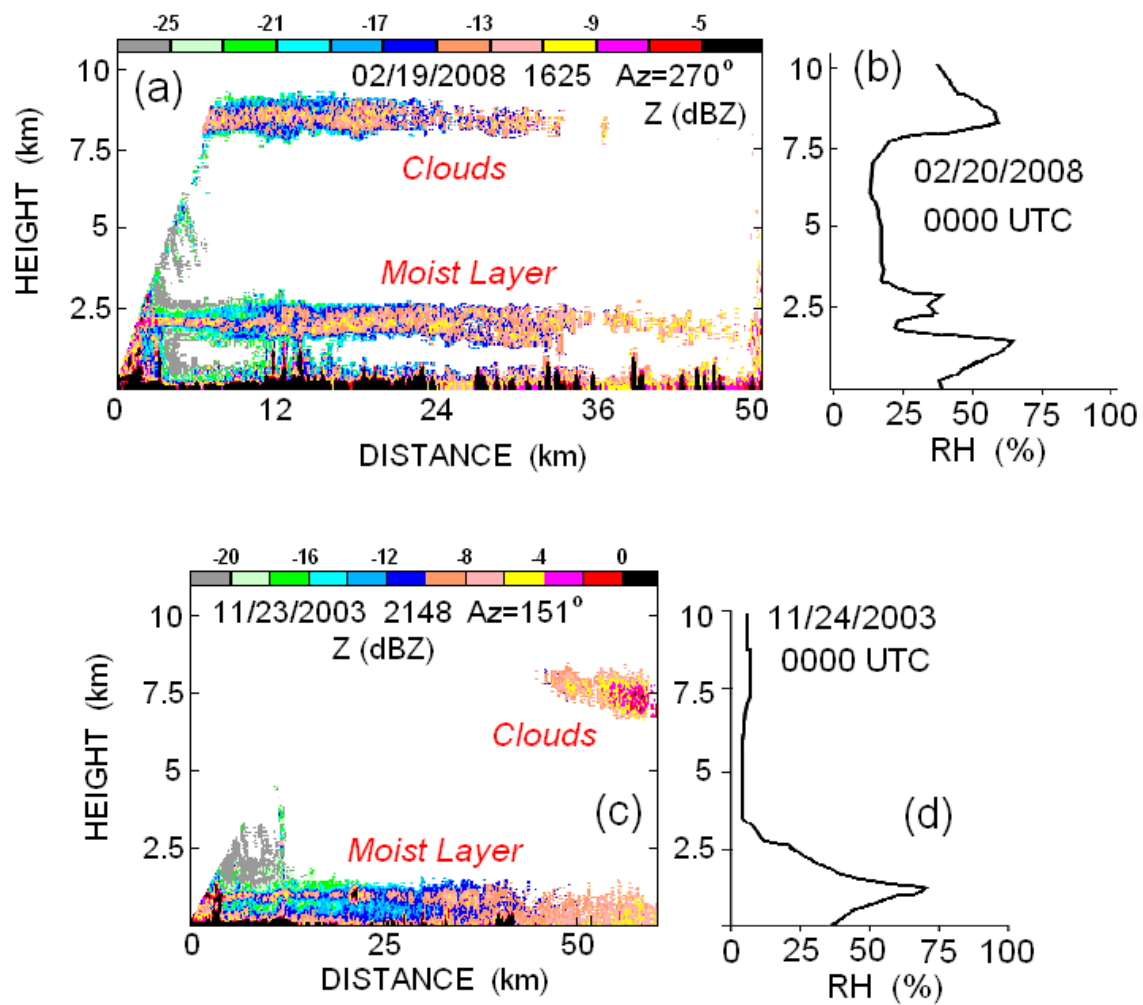 -25 -21 -17 -13 -9 -5
(a) 02/19/2008 1625 Az=270°
Z (dBZ)
Clouds
Moist Layer
10
7.5
5
2.5
HEIGHT (km)
0 12 24 36 50
DISTANCE (km)
(b)
02/20/2008
0000 UTC
10
7.5
5
2.5
0 25 50 75 100
RH (%)
-20 -16 -12 -8 -4 0
11/23/2003 2148 Az=151°
Z (dBZ)
Clouds
(c)
Moist Layer
10
7.5
5
2.5
HEIGHT (km)
0 25 50
DISTANCE (km)
11/24/2003
0000 UTC
(d)
10
7.5
5
2.5
0 25 50 75 100
RH (%)